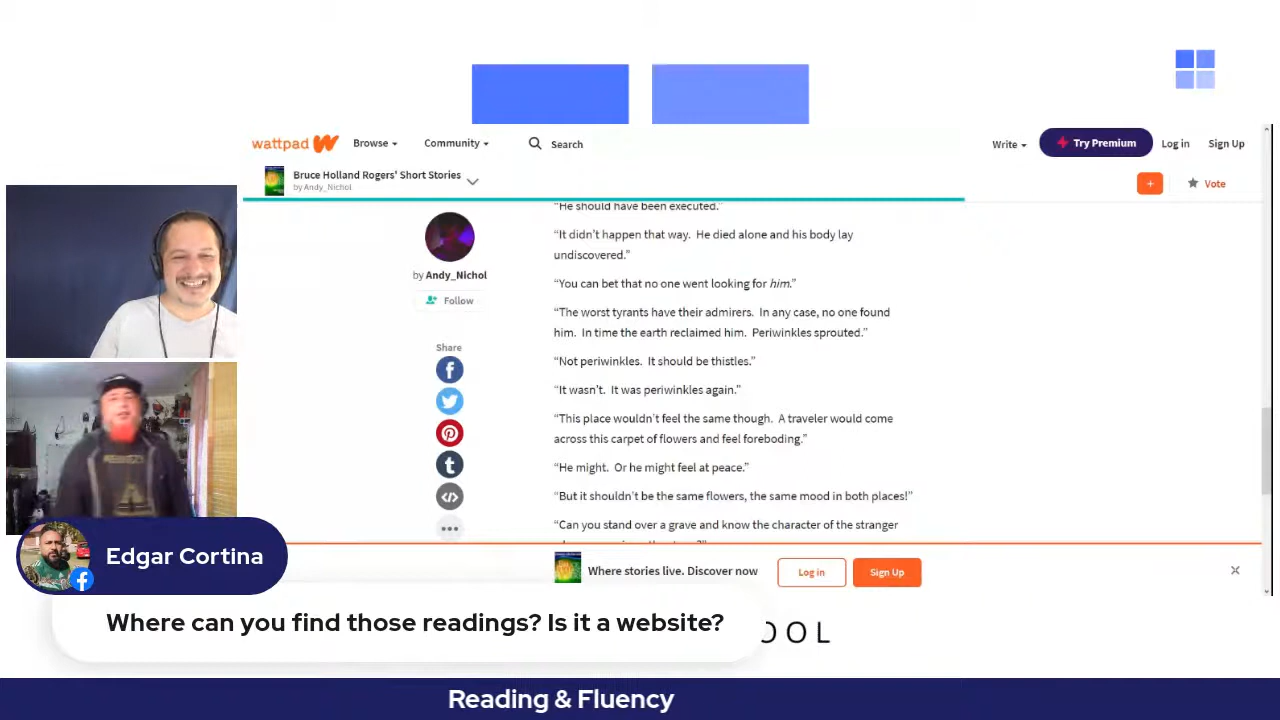 wattpad
Browse
Community
Search
Write
Try Premium
Log in
Sign Up
Bruce Holland Rogers' Short Stories
by Andy_Nichol
+
Vote
by Andy_Nichol
Follow
Share
"He should have been executed."
"It didn't happen that way. He died alone and his body lay
undiscovered."
"You can bet that no one went looking for him."
"The worst tyrants have their admirers. In any case, no one found
him. In time the earth reclaimed him. Periwinkles sprouted."
"Not periwinkles. It should be thistles."
"It wasn't. It was periwinkles again."
"This place wouldn't feel the same though. A traveler would come
across this carpet of flowers and feel foreboding."
"He might. Or he might feel at peace."
"But it shouldn't be the same flowers, the same mood in both places!"
"Can you stand over a grave and know the character of the stranger
Where stories live. Discover now
Log in
Sign Up
Edgar Cortina
Where can you find those readings? Is it a website?
OOL
Reading & Fluency